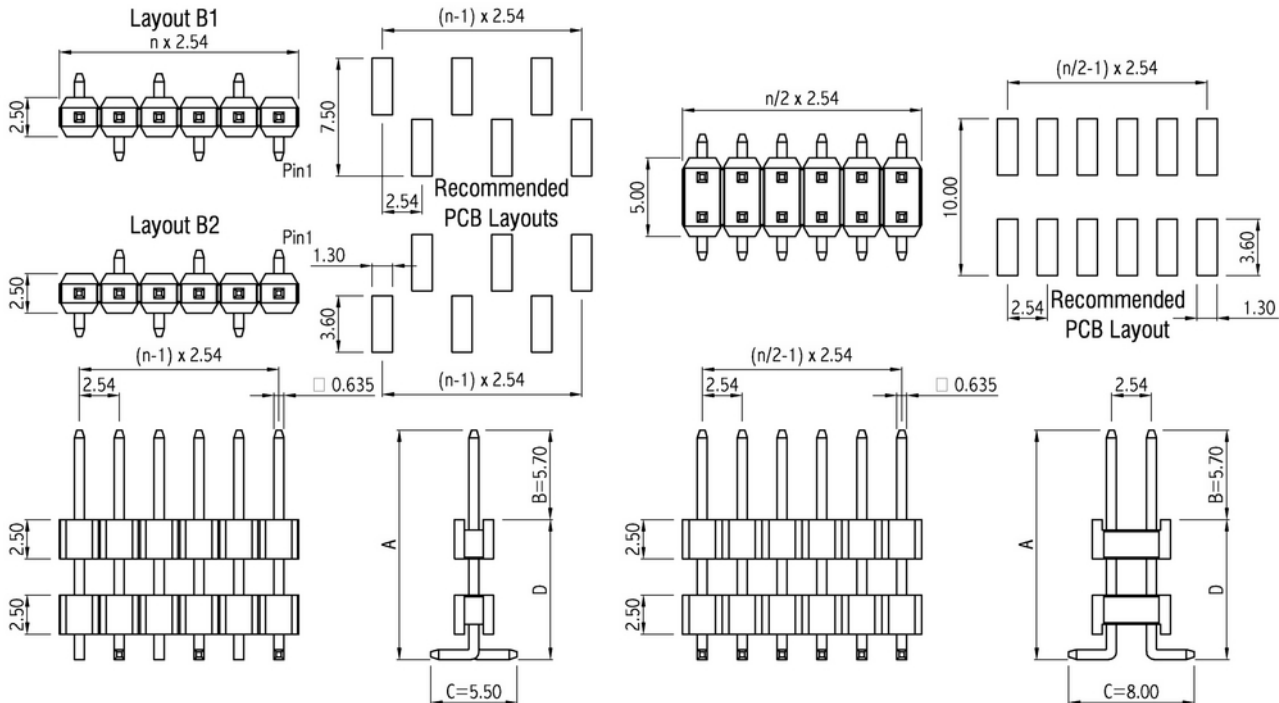 Layout B1
n x 2.54
2.50
Pin1
(n-1) x 2.54
7.50
2.54
Recommended
PCB Layouts
Layout B2
Pin1
2.50
1.30
3.60
(n-1) x 2.54
n/2 x 2.54
5.00
(n/2-1) x 2.54
10.00
3.60
2.54
1.30
Recommended
PCB Layout
(n-1) x 2.54
2.54
□ 0.635
2.50
2.50
A
B=5.70
D
C=5.50
(n/2-1) x 2.54
2.54
□ 0.635
2.50
2.50
2.54
A
B=5.70
D
C=8.00